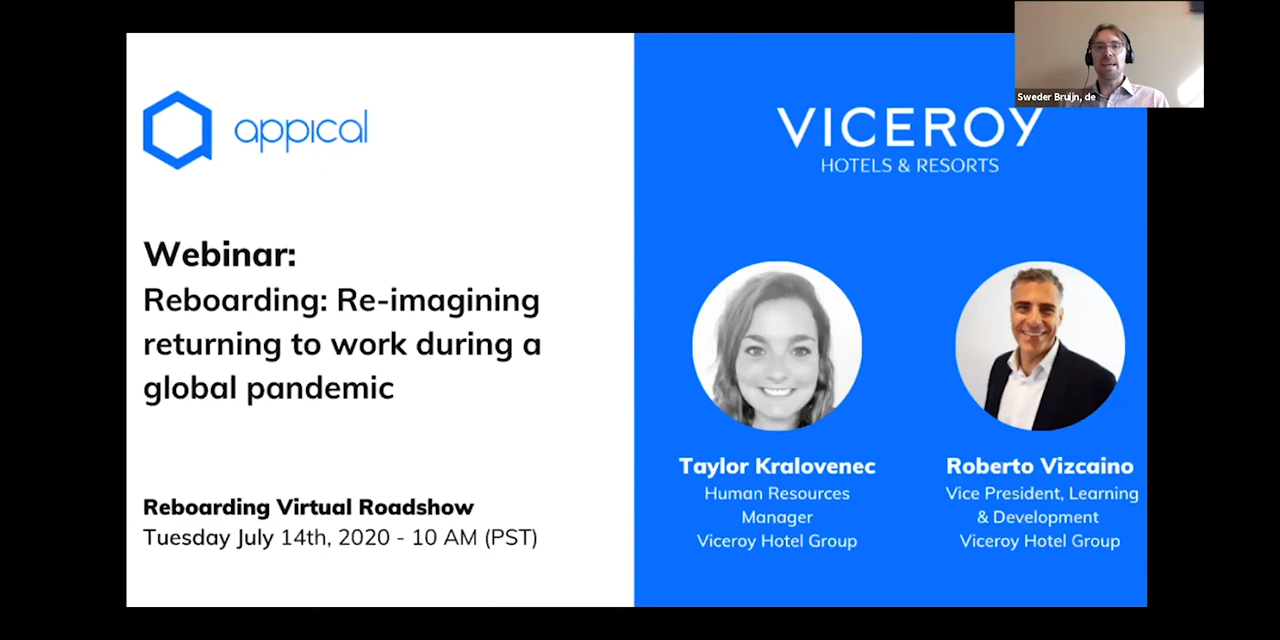 appical
Webinar:
Reboarding: Re-imagining
returning to work during a
global pandemic
Reboarding Virtual Roadshow
Tuesday July 14th, 2020 - 10 AM (PST)
Sweder Bruijn, de
VICEROY
HOTELS & RESORTS
Taylor Kralovenec
Human Resources
Manager
Viceroy Hotel Group
Roberto Vizcaino
Vice President, Learning
& Development
Viceroy Hotel Group